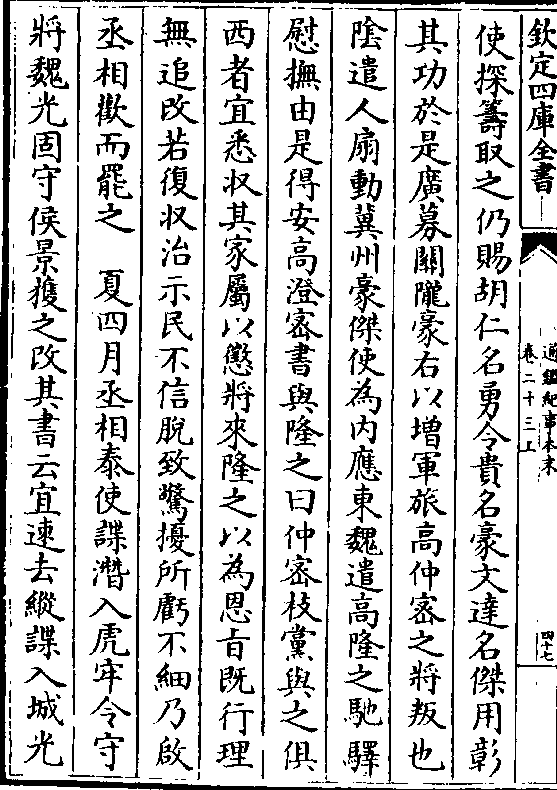 欽定四庫全書
通鑑紀事本末
卷二十三上
四十七
使探籌取之仍賜胡仁名勇令貴名豪文達名傑用彰
其功於是廣募關隴豪右以增軍旅高仲密之將叛也
陰遣人扇動冀州豪傑使為内應東魏遣高隆之馳驛
慰撫由是得安高澄密書與隆之曰仲密枝黨與之俱
西者宜悉收其家屬以懲將來隆之以為恩旨既行理
無追改若復收治示民不信脫致驚擾所虧不細乃啟
丞相歡而罷之　夏四月丞相泰使諜潛入虎牢令守
將魏光固守侯景獲之改其書云宜速去縱諜入城光